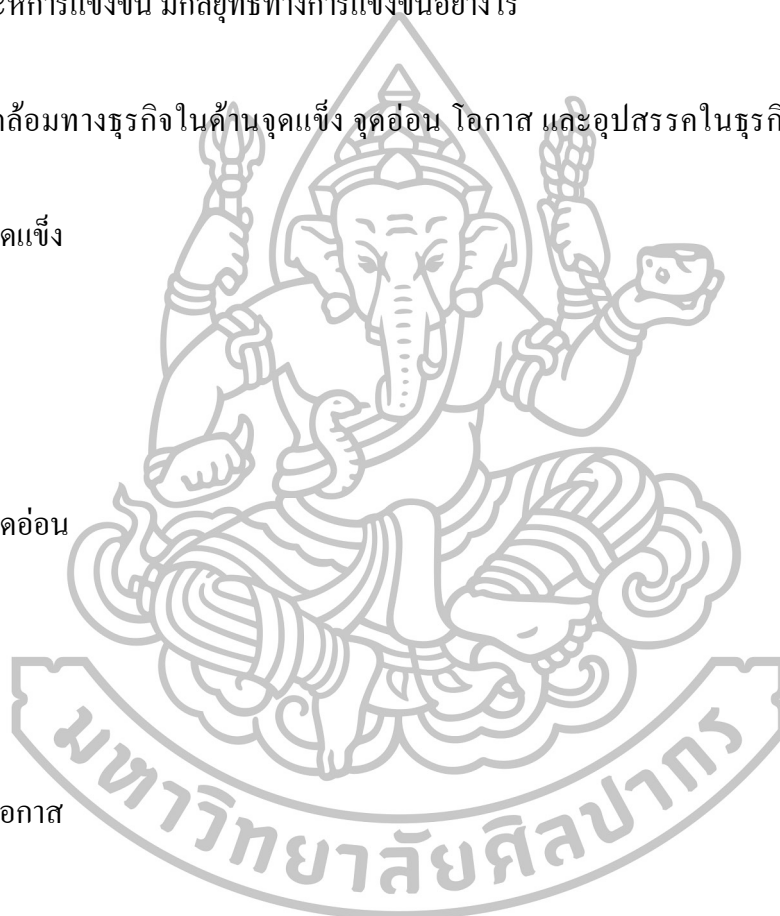 ะห์การแข่งขัน มีกลยุทธ์ทางการแข่งขันอย่างไร
ล้อมทางธุรกิจในด้านจุดแข็ง จุดอ่อน โอกาส และอุปสรรคในธุรกิ
ดแข็ง
ดอ่อน
อกาส
มหาวิทยาลัยศิลปากร